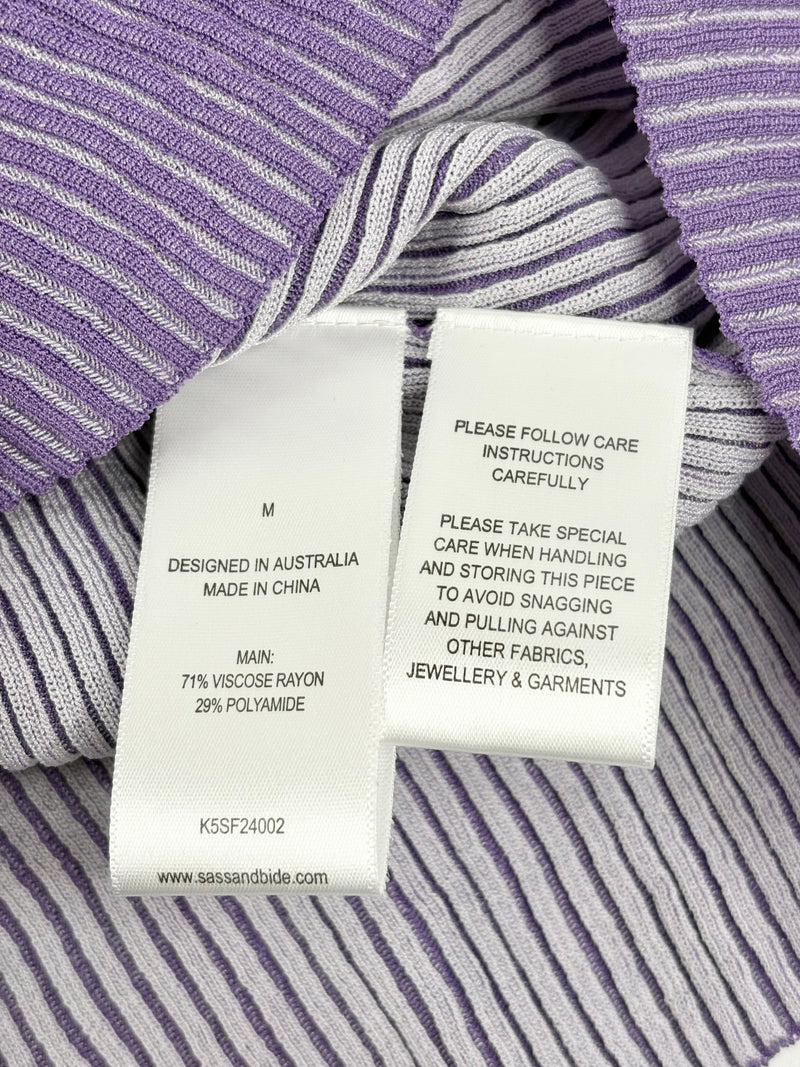 M
DESIGNED IN AUSTRALIA
MADE IN CHINA
MAIN:
71% VISCOSE RAYON
29% POLYAMIDE
K5SF24002
www.sassandbide.com
PLEASE FOLLOW CARE
INSTRUCTIONS
CAREFULLY
PLEASE TAKE SPECIAL
CARE WHEN HANDLING
AND STORING THIS PIECE
TO AVOID SNAGGING
AND PULLING AGAINST
OTHER FABRICS,
JEWELLERY & GARMENTS